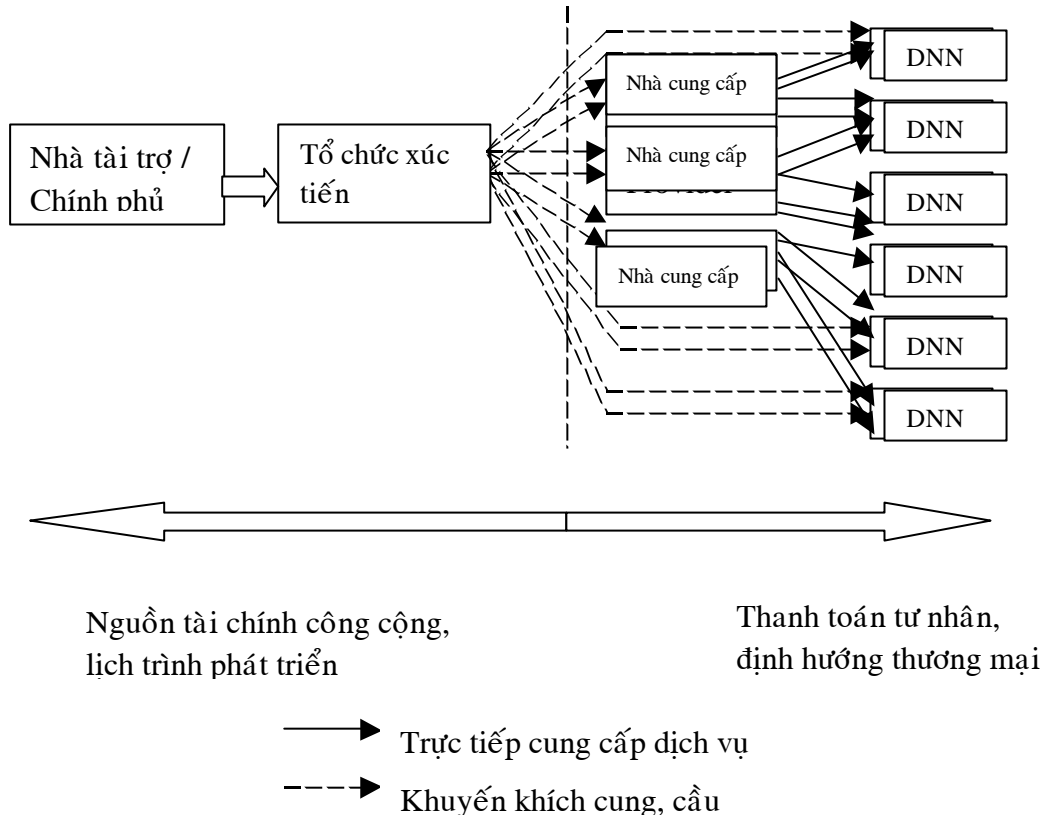 Nhà tài trợ /
Chính phủ
Tổ chức xúc
tiến
Nhà cung cấp
Nhà cung cấp
Nhà cung cấp
DNN
DNN
DNN
DNN
DNN
DNN
Nguồn tài chính công cộng,
lịch trình phát triển
Thanh toán tư nhân,
định hướng thương mại
Trực tiếp cung cấp dịch vụ
Khuyến khích cung, cầu